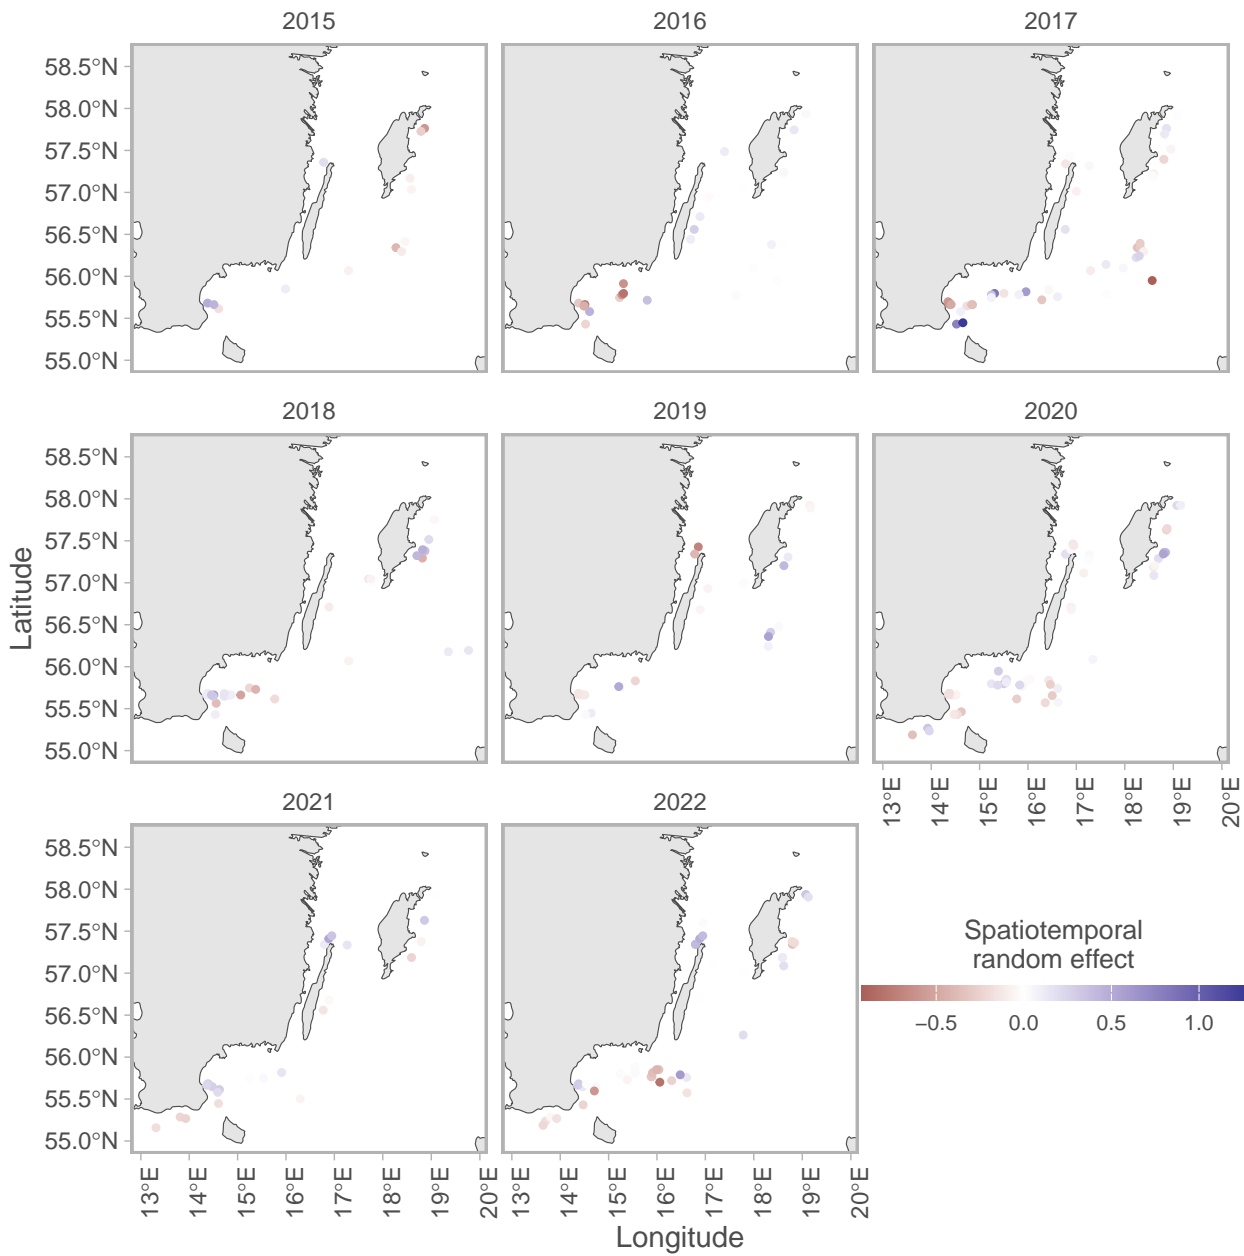 2015 2016 2017
58.5°N
58.0°N
57.5°N
57.0°N
56.5°N
56.0°N
55.5°N
55.0°N
2018 2019 2020
58.5°N
58.0°N
57.5°N
57.0°N
56.5°N
56.0°N
55.5°N
55.0°N
13°E 14°E 15°E 16°E 17°E 18°E 19°E 20°E
2021 2022
58.5°N
58.0°N
57.5°N
57.0°N
56.5°N
56.0°N
55.5°N
55.0°N
13°E 14°E 15°E 16°E 17°E 18°E 19°E 20°E 13°E 14°E 15°E 16°E 17°E 18°E 19°E 20°E
Latitude
Longitude
Spatiotemporal
random effect
−0.5 0.0 0.5 1.0